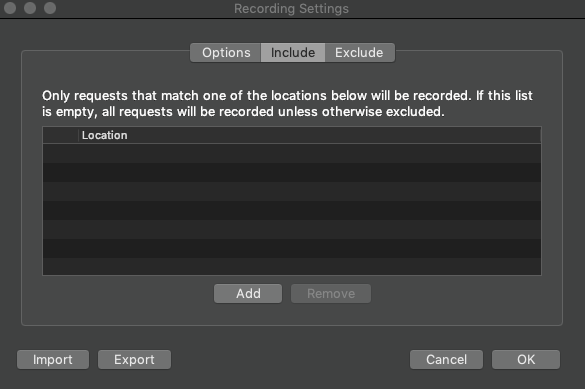 Recording Settings
Options Include Exclude
Only requests that match one of the locations below will be recorded. If this list
is empty, all requests will be recorded unless otherwise excluded.
Location
Add Remove
Import Export Cancel OK